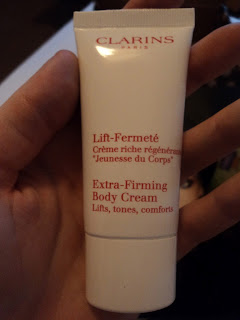 CLARINS
PARIS
Lift-Fermeté
Crème riche régénérante
"Jeunesse du Corps"
Extra-Firming
Body Cream
Lifts, tones, comforts